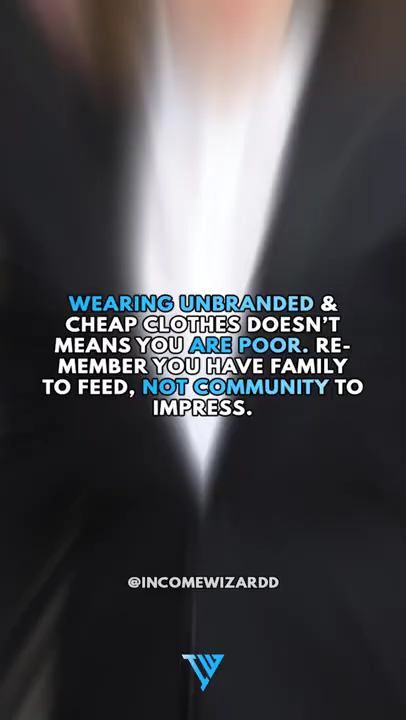 WEARING UNBRANDED &
CHEAP CLOTHES DOESN'T
MEANS YOU ARE POOR. RE-
MEMBER YOU HAVE FAMILY
TO FEED, NOT COMMUNITY TO
IMPRESS.
@INCOMEWIZARDD
IW